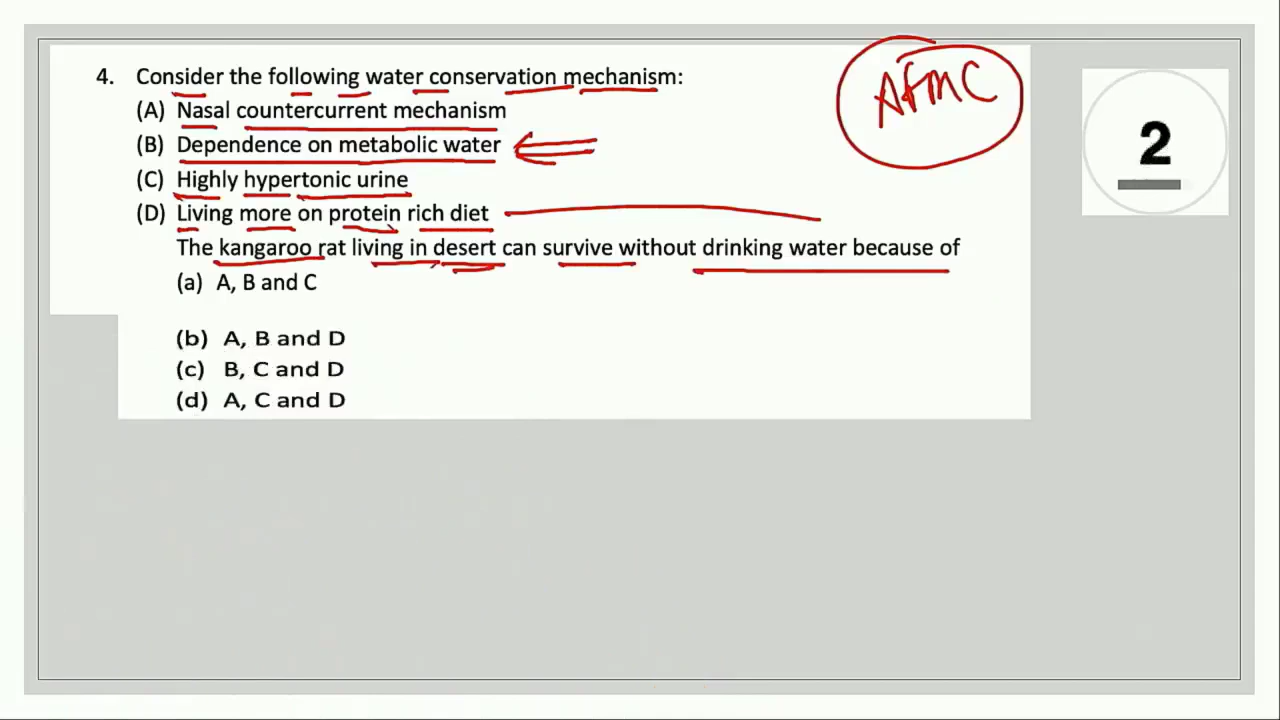 4. Consider the following water conservation mechanism:
(A) Nasal countercurrent mechanism
(B) Dependence on metabolic water
(C) Highly hypertonic urine
(D) Living more on protein rich diet
The kangaroo rat living in desert can survive without drinking water because of
(a) A, B and C
(b) A, B and D
(c) B, C and D
(d) A, C and D
AFMC
2